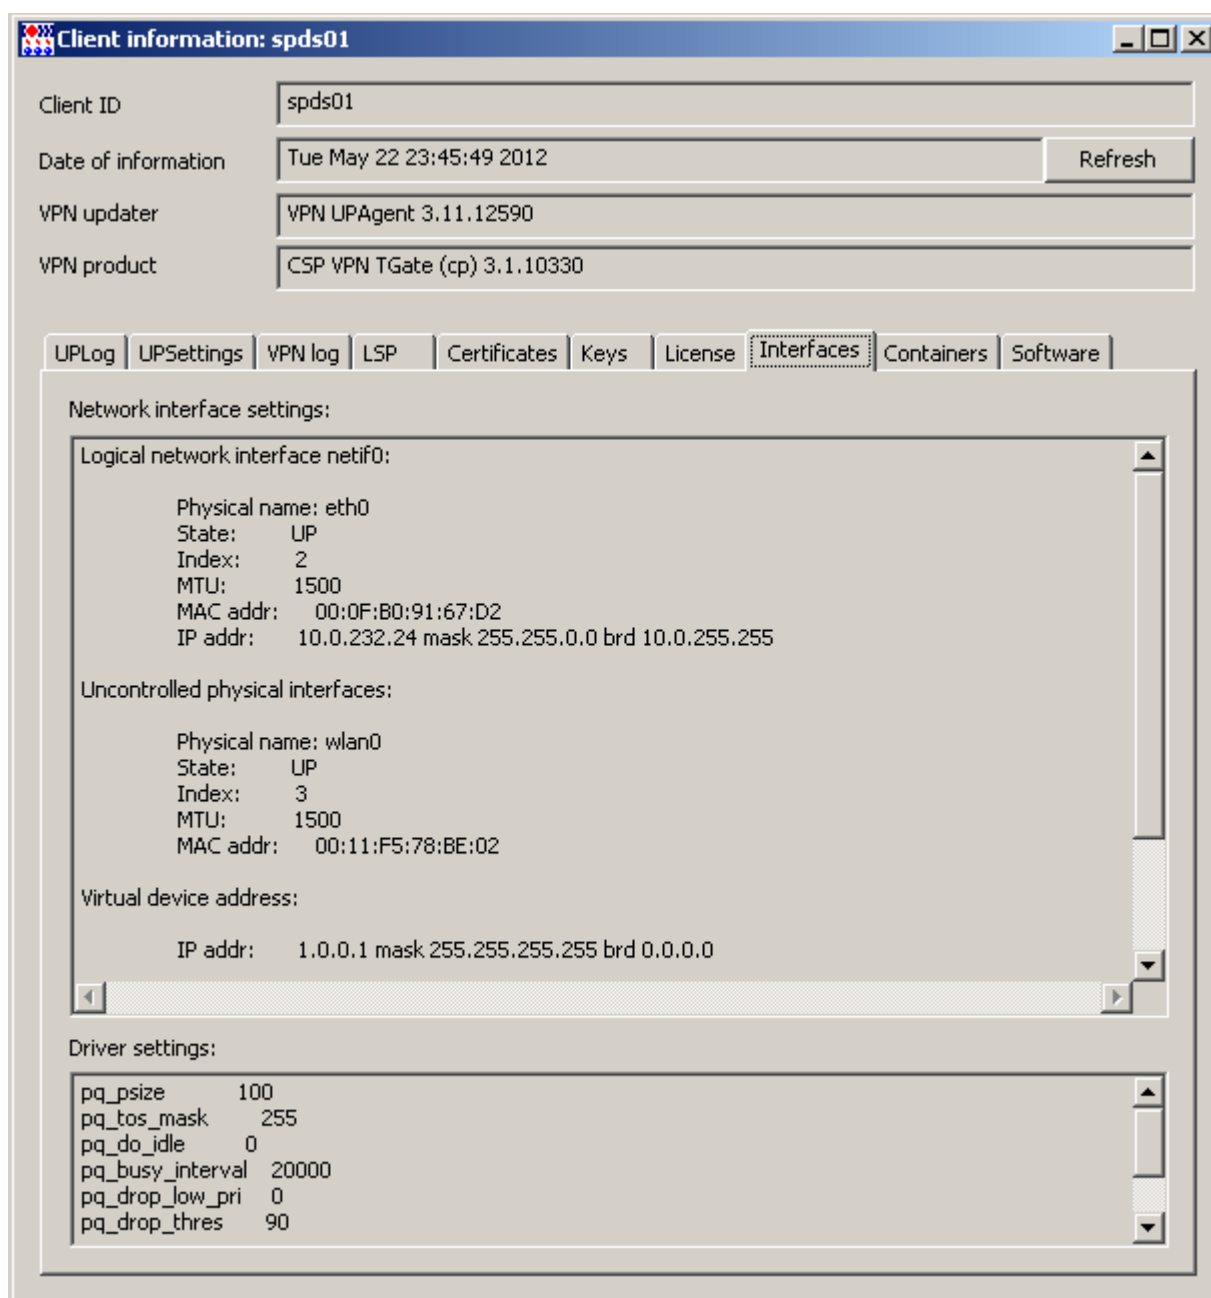 Client information: spds01
Client ID spds01
Date of information Tue May 22 23:45:49 2012 Refresh
VPN updater VPN UPAgent 3.11.12590
VPN product CSP VPN TGate (cp) 3.1.10330
UPLog UPSettings VPN log LSP Certificates Keys License Interfaces Containers Software
Network interface settings:
Logical network interface netif0:
Physical name: eth0
State: UP
Index: 2
MTU: 1500
MAC addr: 00:0F:B0:91:67:D2
IP addr: 10.0.232.24 mask 255.255.0.0 brd 10.0.255.255
Uncontrolled physical interfaces:
Physical name: wlan0
State: UP
Index: 3
MTU: 1500
MAC addr: 00:11:F5:78:BE:02
Virtual device address:
IP addr: 1.0.0.1 mask 255.255.255.255 brd 0.0.0.0
Driver settings:
pq_psize 100
pq_tos_mask 255
pq_do_idle 0
pq_busy_interval 20000
pq_drop_low_pri 0
pq_drop_thres 90